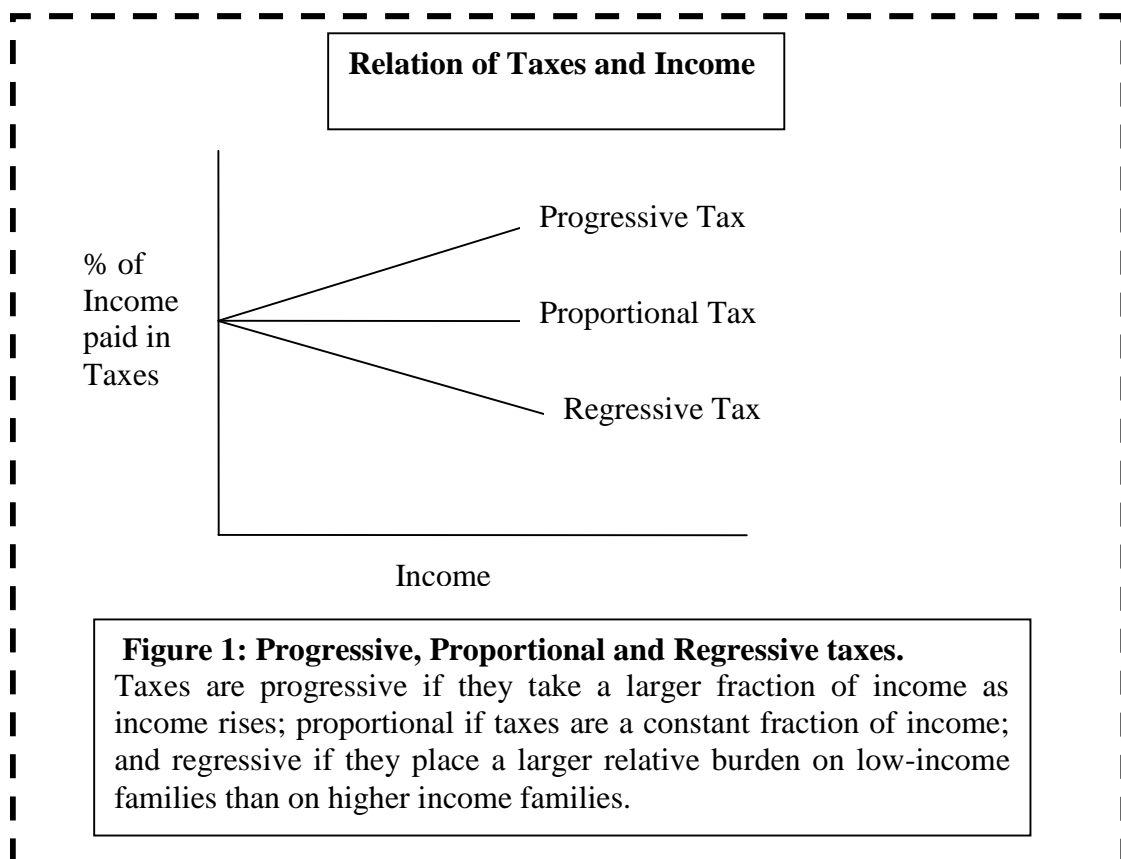 Relation of Taxes and Income
Progressive Tax
% of
Income
paid in
Taxes
Proportional Tax
Regressive Tax
Income
Figure 1: Progressive, Proportional and Regressive taxes.
Taxes are progressive if they take a larger fraction of income as
income rises; proportional if taxes are a constant fraction of income;
and regressive if they place a larger relative burden on low-income
families than on higher income families.